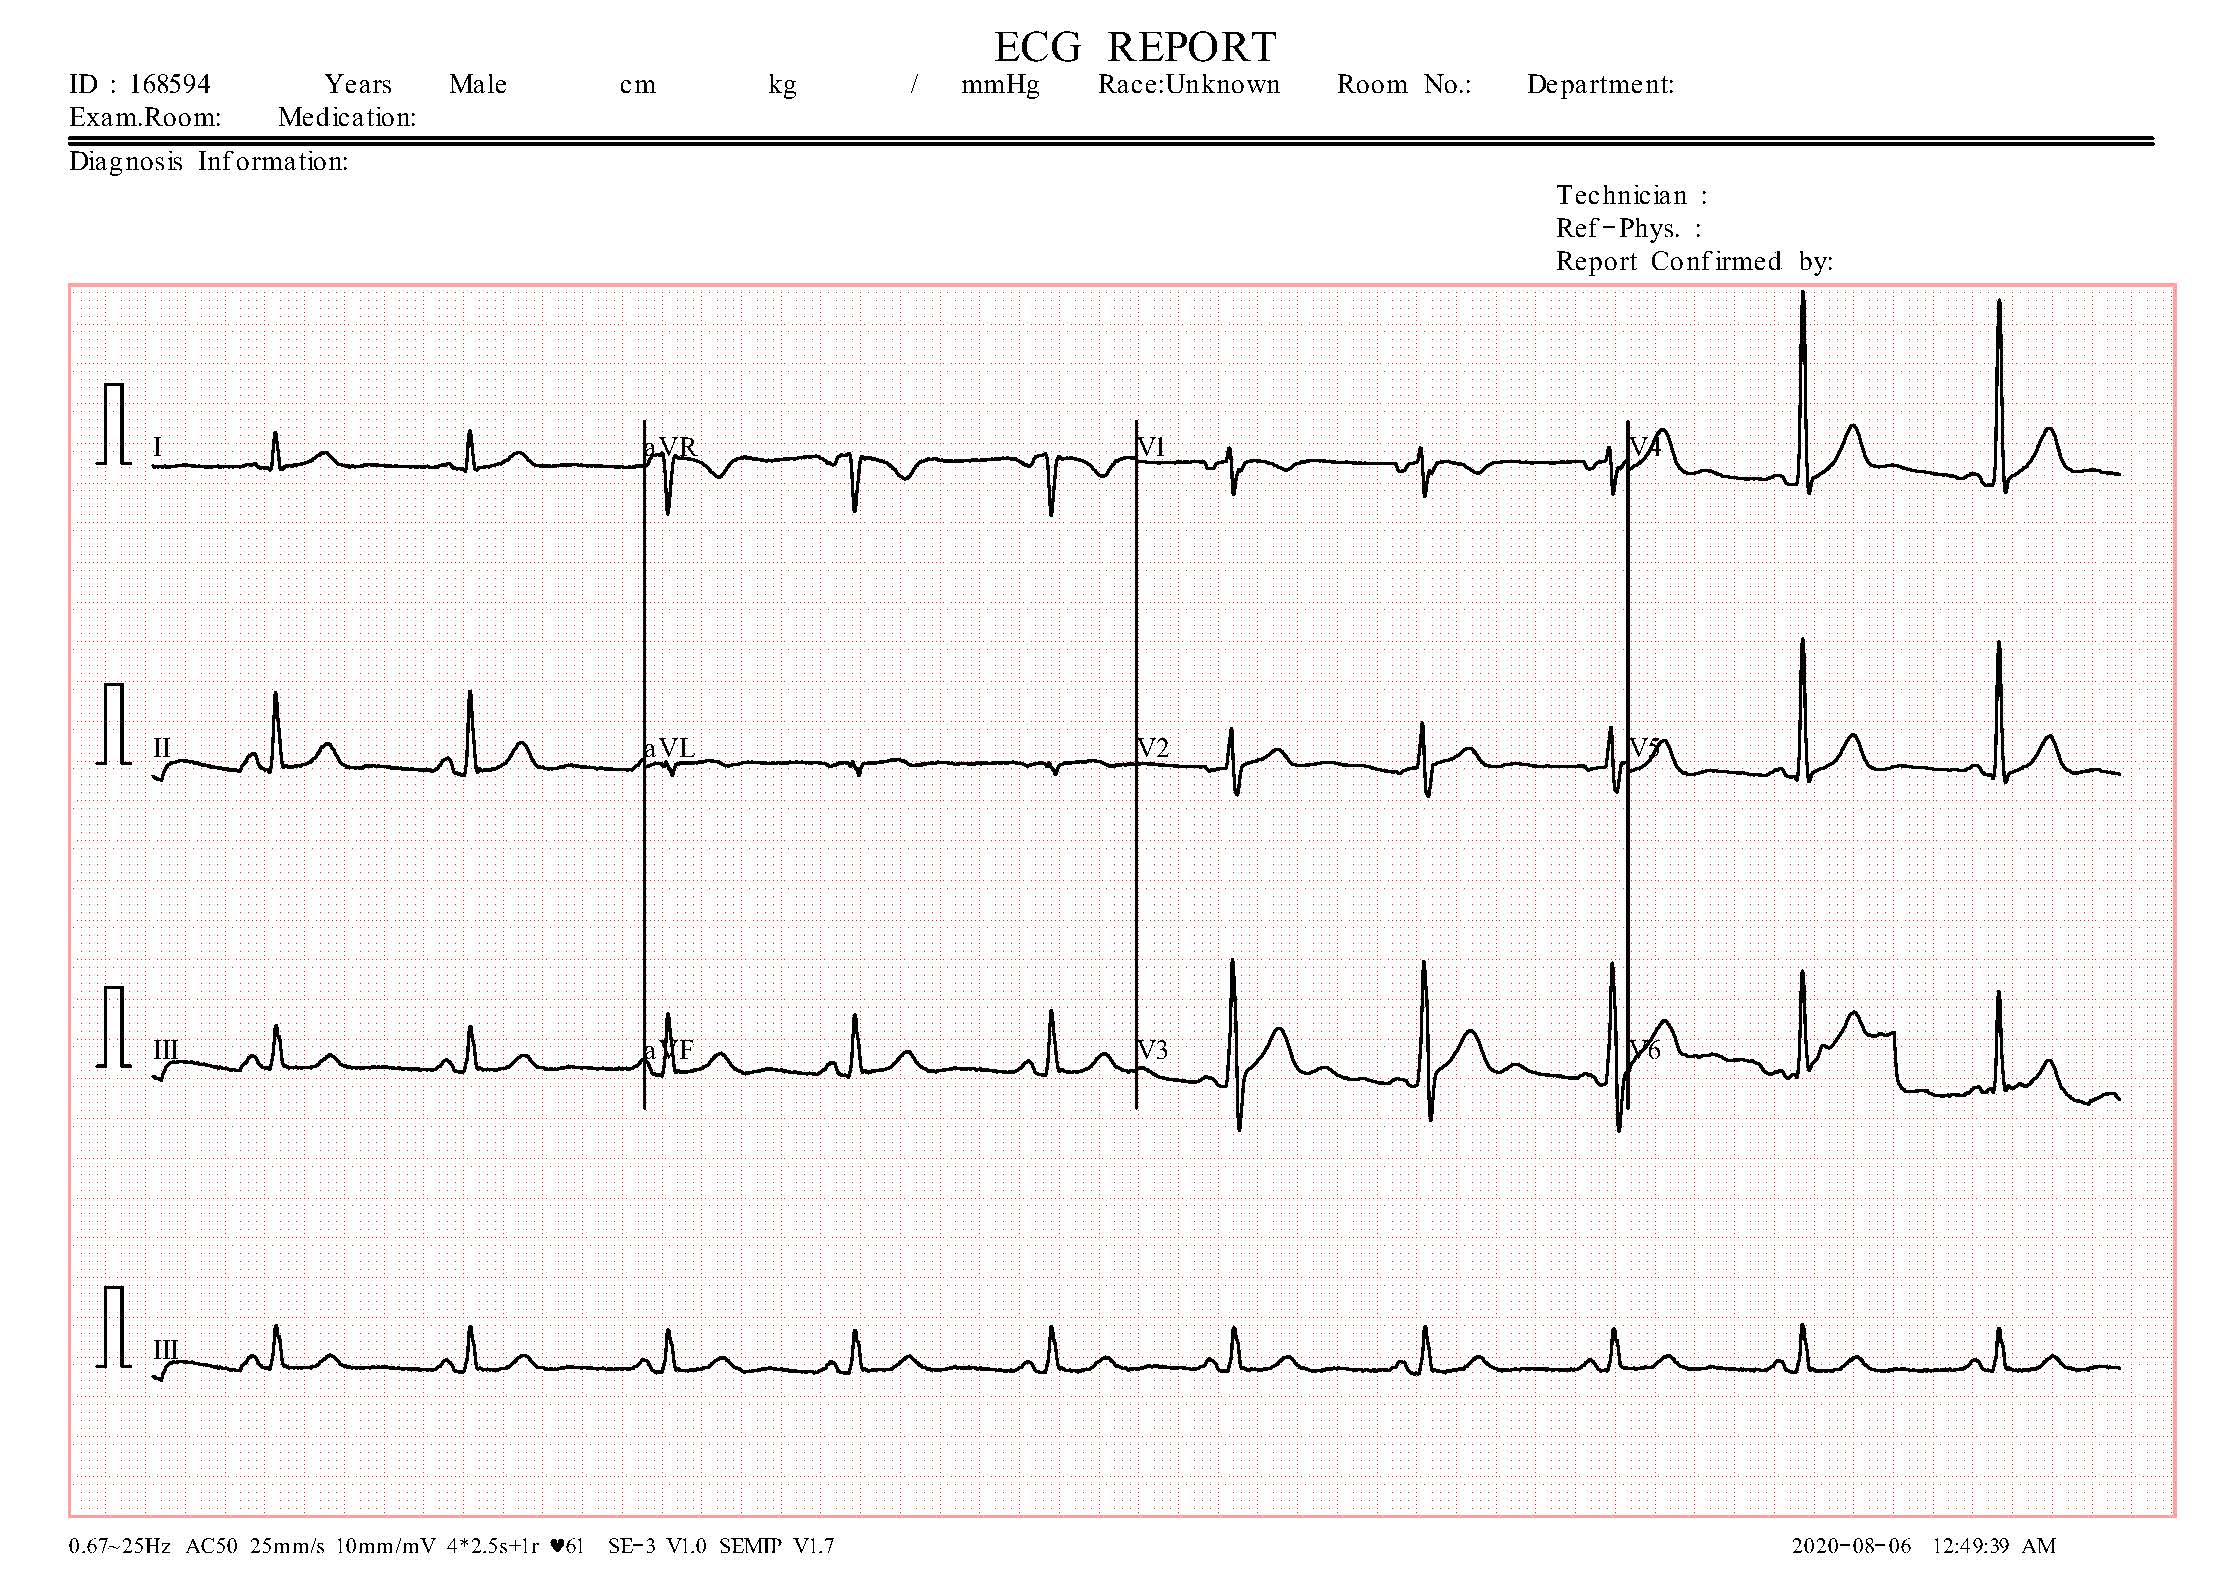 ECG REPORT
ID : 168594 Years Male cm kg / mmHg Race:Unknown Room No.: Department:
Exam.Room: Medication:
Diagnosis Information:
Technician :
Ref-Phys. :
Report Confirmed by:
I aVR V1 V4
II aVL V2 V5
III aVF V3 V6
III
0.67~25Hz AC50 25mm/s 10mm/mV 4*2.5s+1r ♥61 SE-3 V1.0 SEMIP V1.7 2020-08-06 12:49:39 AM